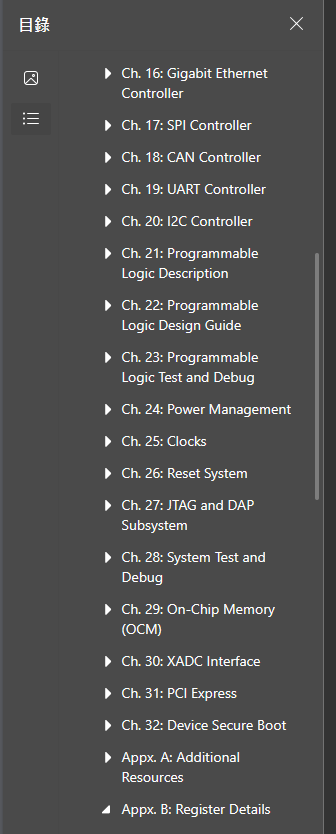 目錄
Ch. 16: Gigabit Ethernet
Controller
Ch. 17: SPI Controller
Ch. 18: CAN Controller
Ch. 19: UART Controller
Ch. 20: I2C Controller
Ch. 21: Programmable
Logic Description
Ch. 22: Programmable
Logic Design Guide
Ch. 23: Programmable
Logic Test and Debug
Ch. 24: Power Management
Ch. 25: Clocks
Ch. 26: Reset System
Ch. 27: JTAG and DAP
Subsystem
Ch. 28: System Test and
Debug
Ch. 29: On-Chip Memory
(OCM)
Ch. 30: XADC Interface
Ch. 31: PCI Express
Ch. 32: Device Secure Boot
Appx. A: Additional
Resources
Appx. B: Register Details